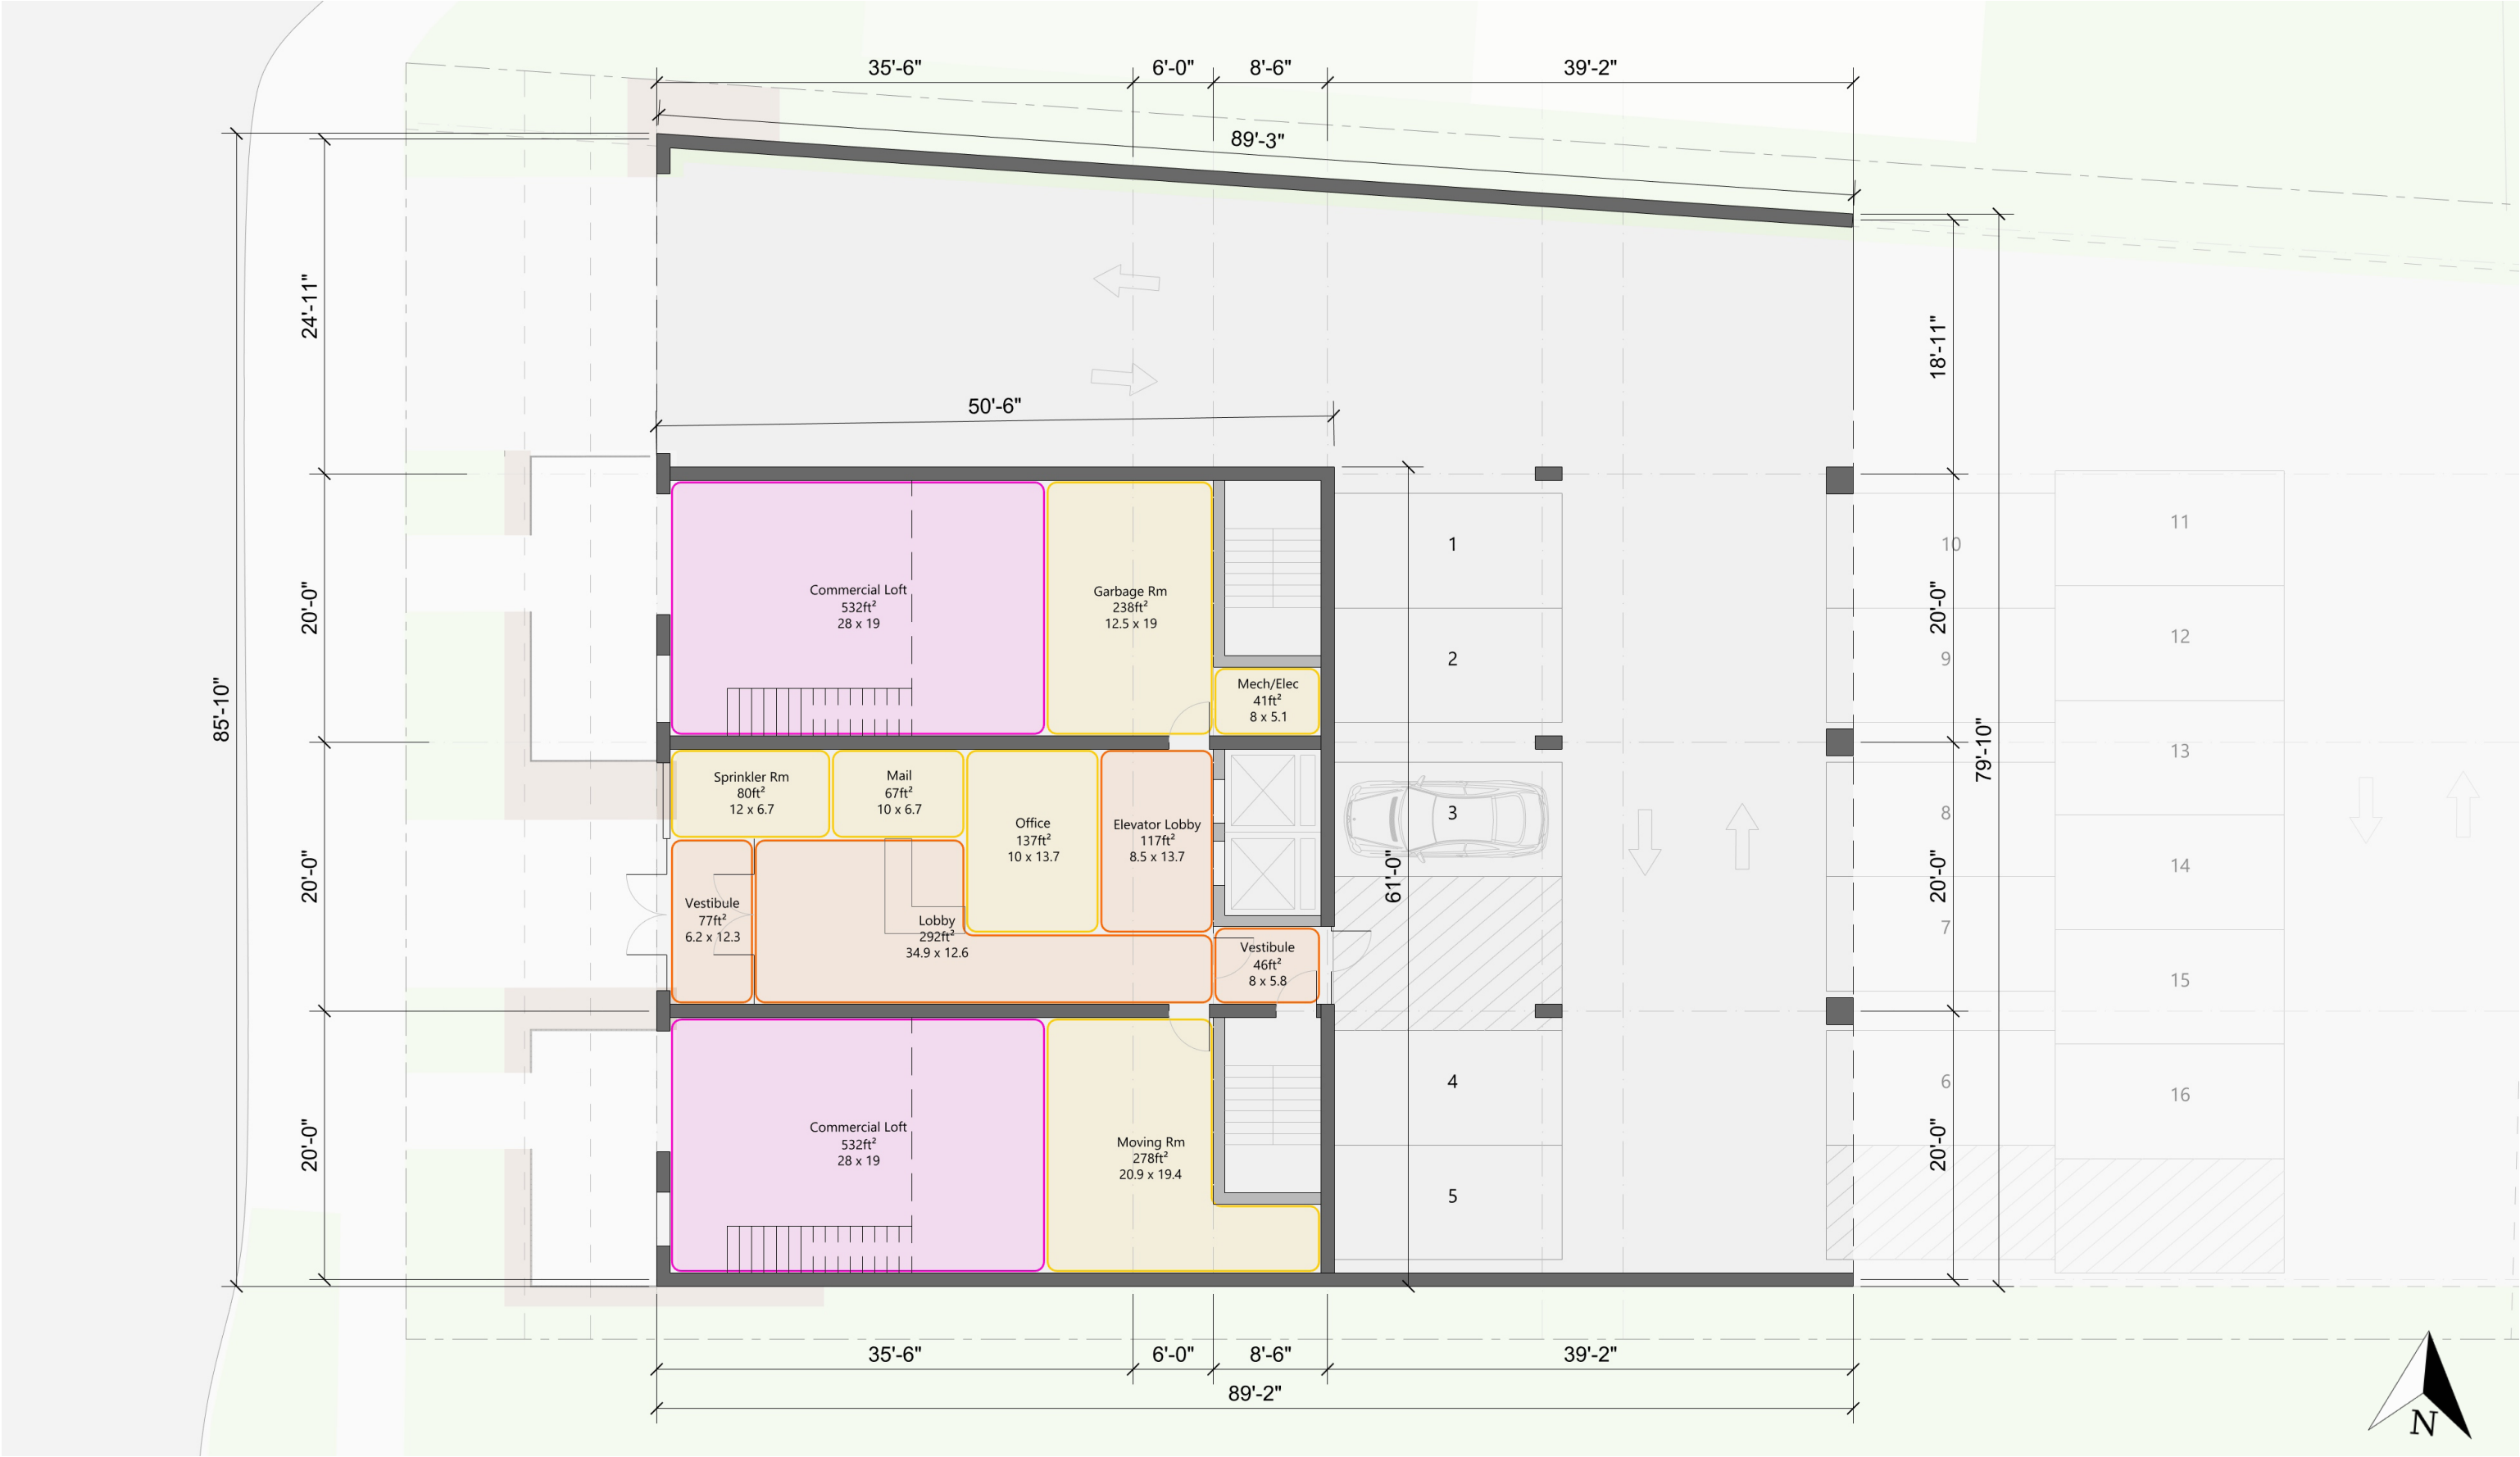 35'-6"
6'-0"
8'-6"
39'-2"
89'-3"
24'-11"
18'-11"
50'-6"
85'-10"
20'-0"
20'-0"
20'-0"
Commercial Loft
532ft²
28 x 19
Garbage Rm
238ft²
12.5 x 19
Mech/Elec
41ft²
8 x 5.1
1
2
10
9
11
12
20'-0"
79'-10"
Sprinkler Rm
80ft²
12 x 6.7
Mail
67ft²
10 x 6.7
Office
137ft²
10 x 13.7
Elevator Lobby
117ft²
8.5 x 13.7
Vestibule
77ft²
6.2 x 12.3
Lobby
292ft²
34.9 x 12.6
Vestibule
46ft²
8 x 5.8
61'-0"
3
8
7
13
14
15
20'-0"
Commercial Loft
532ft²
28 x 19
Moving Rm
278ft²
20.9 x 19.4
4
5
6
16
20'-0"
35'-6"
6'-0"
8'-6"
39'-2"
89'-2"
N